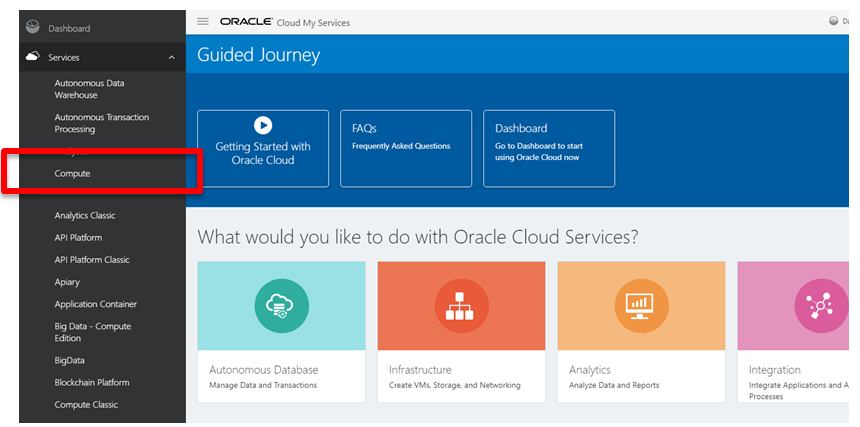 Dashboard
Services
Autonomous Data
Warehouse
Autonomous Transaction
Processing
Compute
Analytics Classic
API Platform
API Platform Classic
Apiary
Application Container
Big Data - Compute
Edition
BigData
Blockchain Platform
Compute Classic
ORACLE Cloud My Services
Guided Journey
Getting Started with
Oracle Cloud
FAQs
Frequently Asked Questions
Dashboard
Go to Dashboard to start
using Oracle Cloud now
What would you like to do with Oracle Cloud Services?
Autonomous Database
Manage Data and Transactions
Infrastructure
Create VMs, Storage, and Networking
Analytics
Analyze Data and Reports
Integration
Integrate Applications and A
Processes